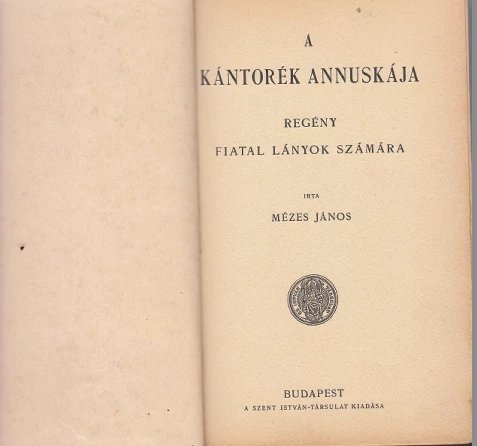 A
KÁNTORÉK ANNUSKÁJA
REGÉNY
FIATAL LÁNYOK SZÁMÁRA
IRTA
MÉZES JÁNOS
BUDAPEST
A SZENT ISTVÁN-TÁRSULAT KIADÁSA